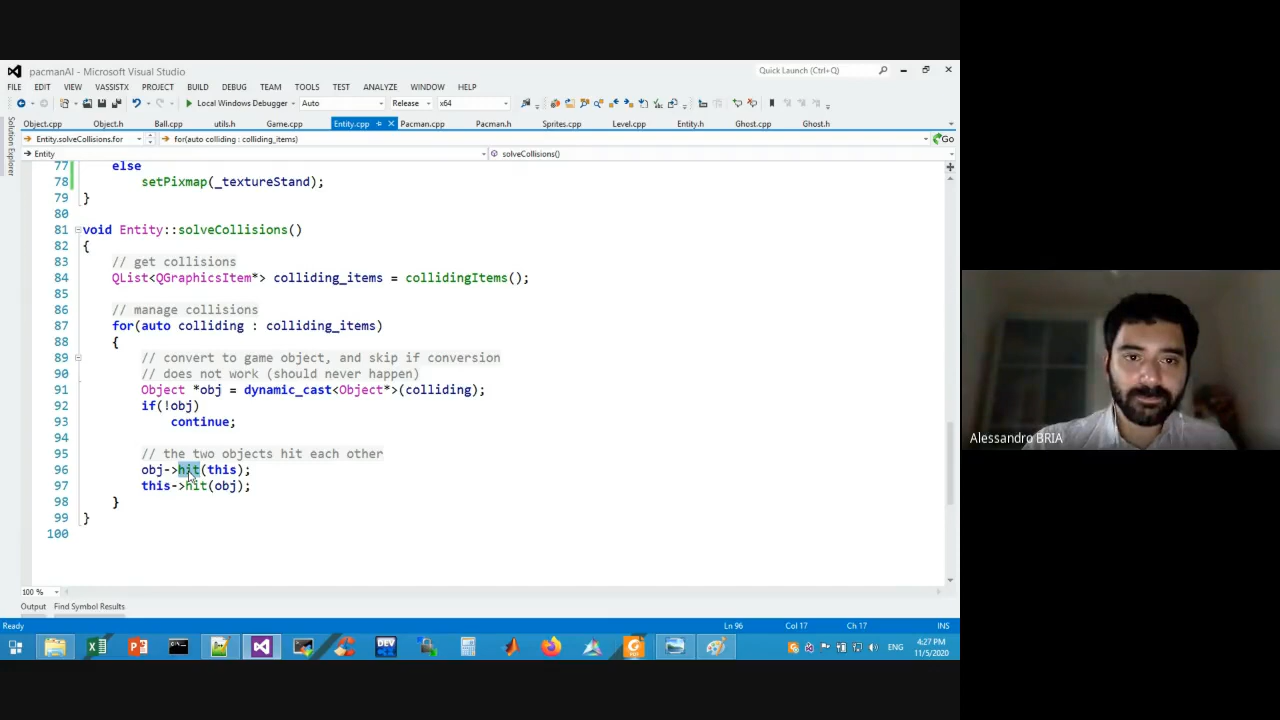 pacmanAI - Microsoft Visual Studio
Quick Launch (Ctrl+Q)
FILE EDIT VIEW VASSISTX PROJECT BUILD DEBUG TEAM TOOLS TEST ANALYZE WINDOW HELP
Local Windows Debugger Auto Release x64
Object.cpp Object.h Ball.cpp utils.h Game.cpp Entity.cpp Pacman.cpp Pacman.h Sprites.cpp Level.cpp Entity.h Ghost.cpp Ghost.h
Entity.solveCollisions.for for(auto colliding : colliding_items) Go
Entity solveCollisions()
Solution Explorer
77 else
78 setPixmap(_textureStand);
79 }
80
81 void Entity::solveCollisions()
82 {
83 // get collisions
84 QList<QGraphicsItem*> colliding_items = collidingItems();
85
86 // manage collisions
87 for(auto colliding : colliding_items)
88 {
89 // convert to game object, and skip if conversion
90 // does not work (should never happen)
91 Object *obj = dynamic_cast<Object*>(colliding);
92 if(!obj)
93 continue;
94
95 // the two objects hit each other
96 obj->hit(this);
97 this->hit(obj);
98 }
99 }
100
100 %
Output Find Symbol Results
Ready Ln 96 Col 17 Ch 17 INS
DEV
ENG
4:27 PM
11/5/2020
Alessandro BRIA